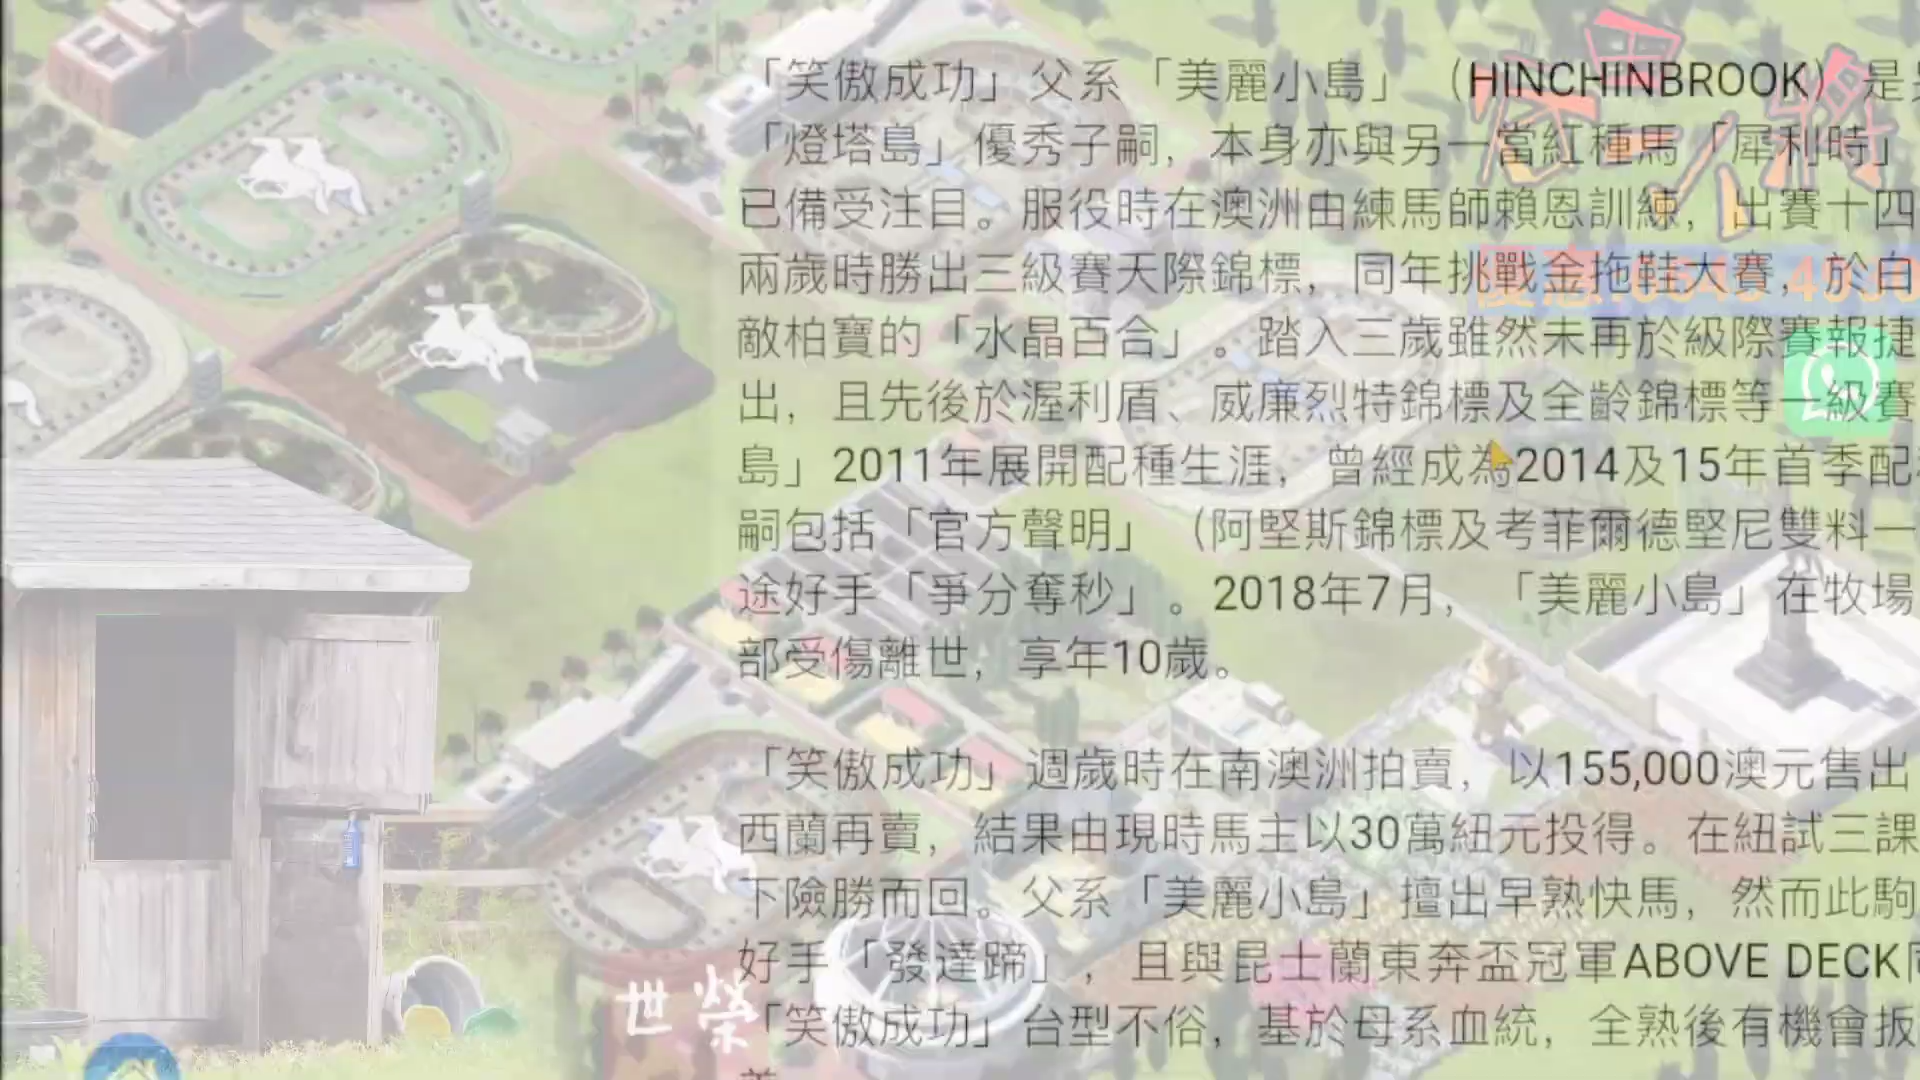 「笑傲成功」父系「美麗小島」（HINCHINBROOK）是
「燈塔島」優秀子嗣，本身亦與另一當紅種馬「犀利時」
已備受注目。服役時在澳洲由練馬師賴恩訓練，出賽十四
兩歲時勝出三級賽天際錦標，同年挑戰金拖鞋大賽，於白
敵柏寶的「水晶百合」。踏入三歲雖然未再於級際賽報捷
出，且先後於渥利盾、威廉烈特錦標及全齡錦標等一級賽
島」2011年展開配種生涯，曾經成為2014及15年首季配
嗣包括「官方聲明」（阿堅斯錦標及考菲爾德堅尼雙料一
途好手「爭分奪秒」。2018年7月，「美麗小島」在牧場
部受傷離世，享年10歲。
「笑傲成功」週歲時在南澳洲拍賣，以155,000澳元售出
西蘭再賣，結果由現時馬主以30萬紐元投得。在紐試三課
下險勝而回。父系「美麗小島」擅出早熟快馬，然而此駒
好手「發達蹄」，且與昆士蘭東奔盃冠軍ABOVE DECK同
「笑傲成功」台型不俗，基於母系血統，全熟後有機會扳
世榮